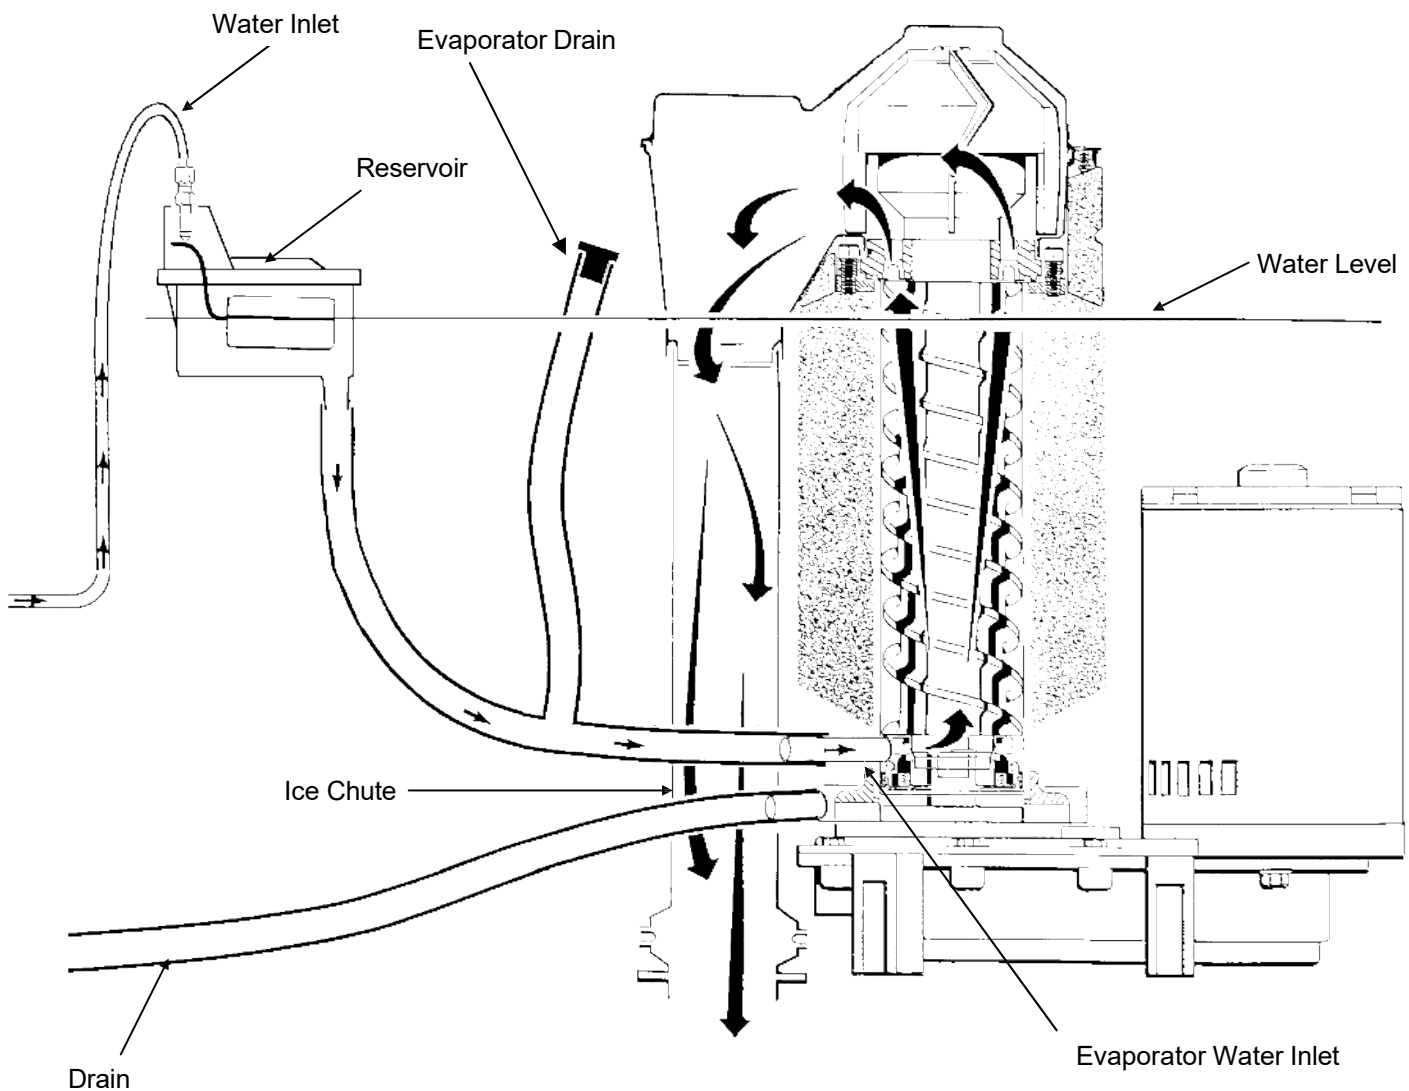 Water Inlet
Evaporator Drain
Reservoir
Water Level
Ice Chute
Evaporator Water Inlet
Drain